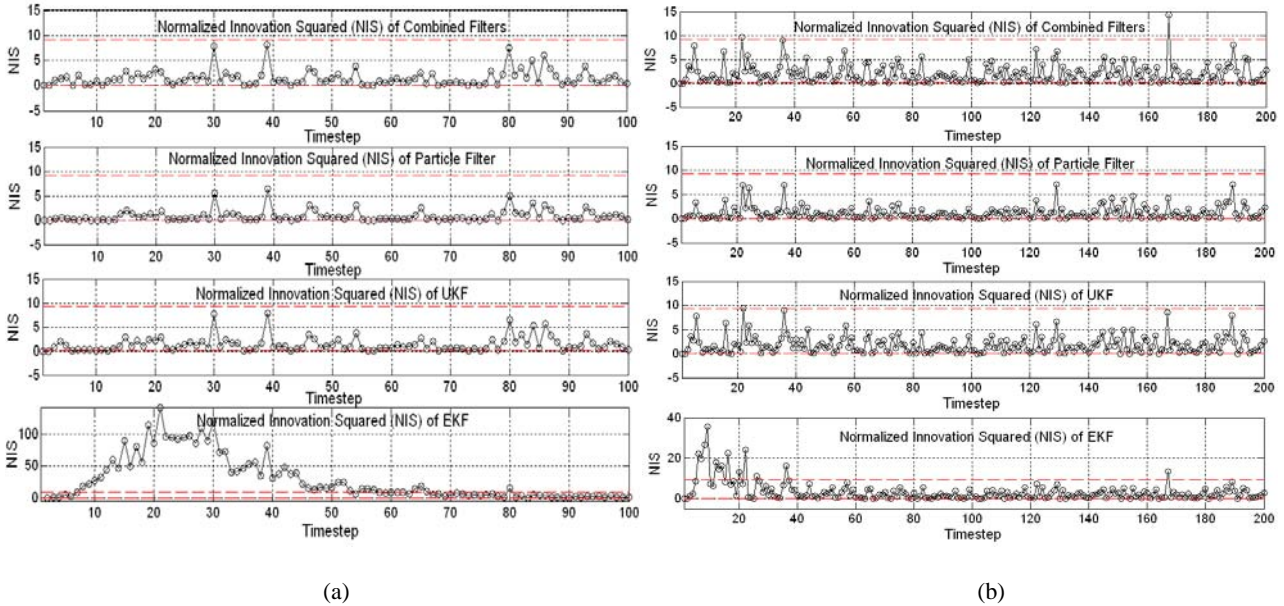 Normalized Innovation Squared (NIS) of Combined Filters
NIS
15
10
5
0
-5
10 20 30 40 50 60 70 80 90 100
Timestep
Normalized Innovation Squared (NIS) of Particle Filter
NIS
15
10
5
0
-5
10 20 30 40 50 60 70 80 90 100
Timestep
Normalized Innovation Squared (NIS) of UKF
NIS
15
10
5
0
-5
10 20 30 40 50 60 70 80 90 100
Timestep
Normalized Innovation Squared (NIS) of EKF
NIS
100
50
0
10 20 30 40 50 60 70 80 90 100
Timestep
(a)
Normalized Innovation Squared (NIS) of Combined Filters
NIS
15
10
5
0
-5
20 40 60 80 100 120 140 160 180 200
Timestep
Normalized Innovation Squared (NIS) of Particle Filter
NIS
15
10
5
0
-5
20 40 60 80 100 120 140 160 180 200
Timestep
Normalized Innovation Squared (NIS) of UKF
NIS
15
10
5
0
-5
20 40 60 80 100 120 140 160 180 200
Timestep
Normalized Innovation Squared (NIS) of EKF
NIS
40
20
0
20 40 60 80 100 120 140 160 180 200
Timestep
(b)